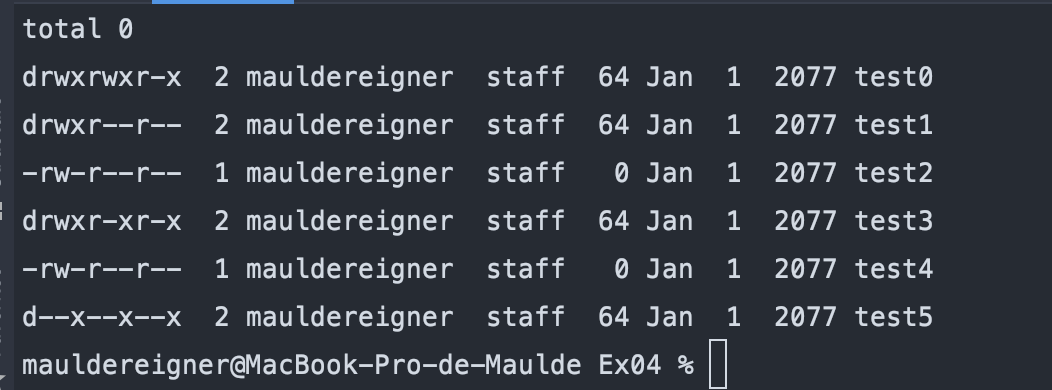 total 0
drwxrwxr-x  2 mauldereigner  staff  64 Jan  1  2077 test0
drwxr--r--  2 mauldereigner  staff  64 Jan  1  2077 test1
-rw-r--r--  1 mauldereigner  staff   0 Jan  1  2077 test2
drwxr-xr-x  2 mauldereigner  staff  64 Jan  1  2077 test3
-rw-r--r--  1 mauldereigner  staff   0 Jan  1  2077 test4
d--x--x--x  2 mauldereigner  staff  64 Jan  1  2077 test5
mauldereigner@MacBook-Pro-de-Maulde Ex04 %